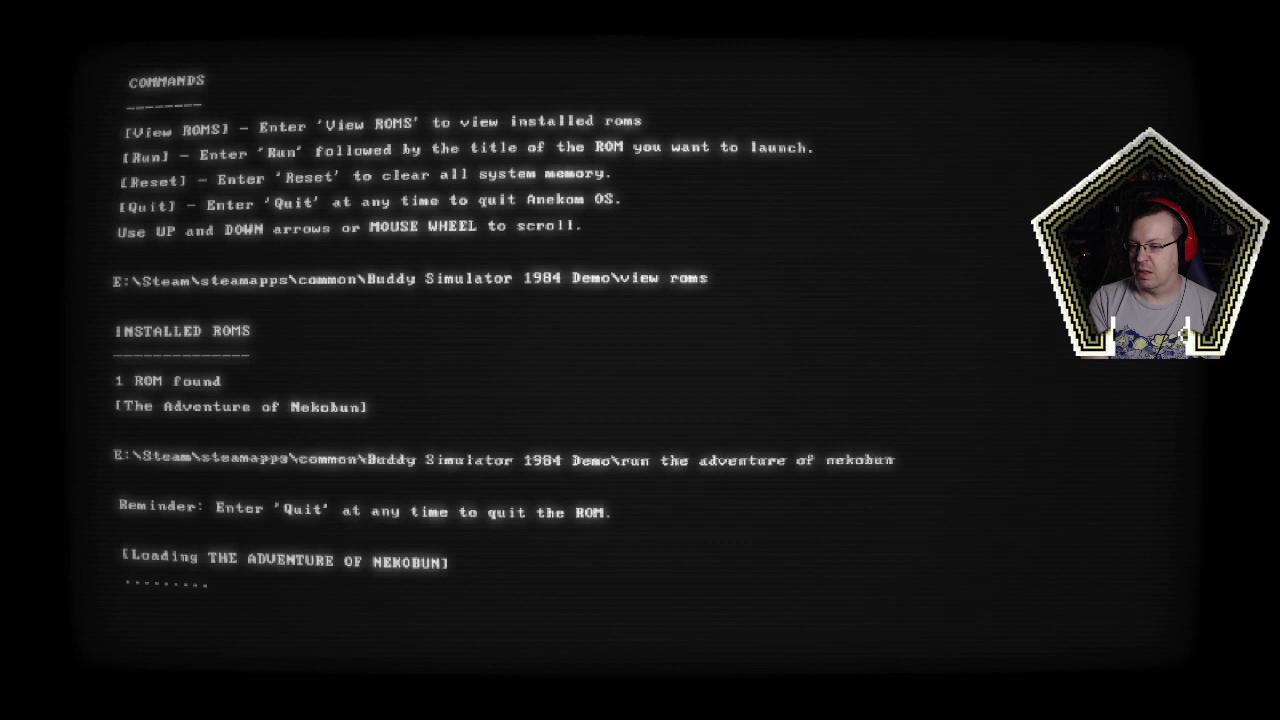 COMMANDS
--------
[View ROMS] - Enter 'View ROMS' to view installed roms
[Run] - Enter 'Run' followed by the title of the ROM you want to launch.
[Reset] - Enter 'Reset' to clear all system memory.
[Quit] - Enter 'Quit' at any time to quit Anekom OS.
Use UP and DOWN arrows or MOUSE WHEEL to scroll.
E:\Steam\steamapps\common\Buddy Simulator 1984 Demo\view roms
INSTALLED ROMS
--------------
1 ROM found
[The Adventure of Nekobun]
E:\Steam\steamapps\common\Buddy Simulator 1984 Demo\run the adventure of nekobun
Reminder: Enter 'Quit' at any time to quit the ROM.
[Loading THE ADVENTURE OF NEKOBUN]
.........